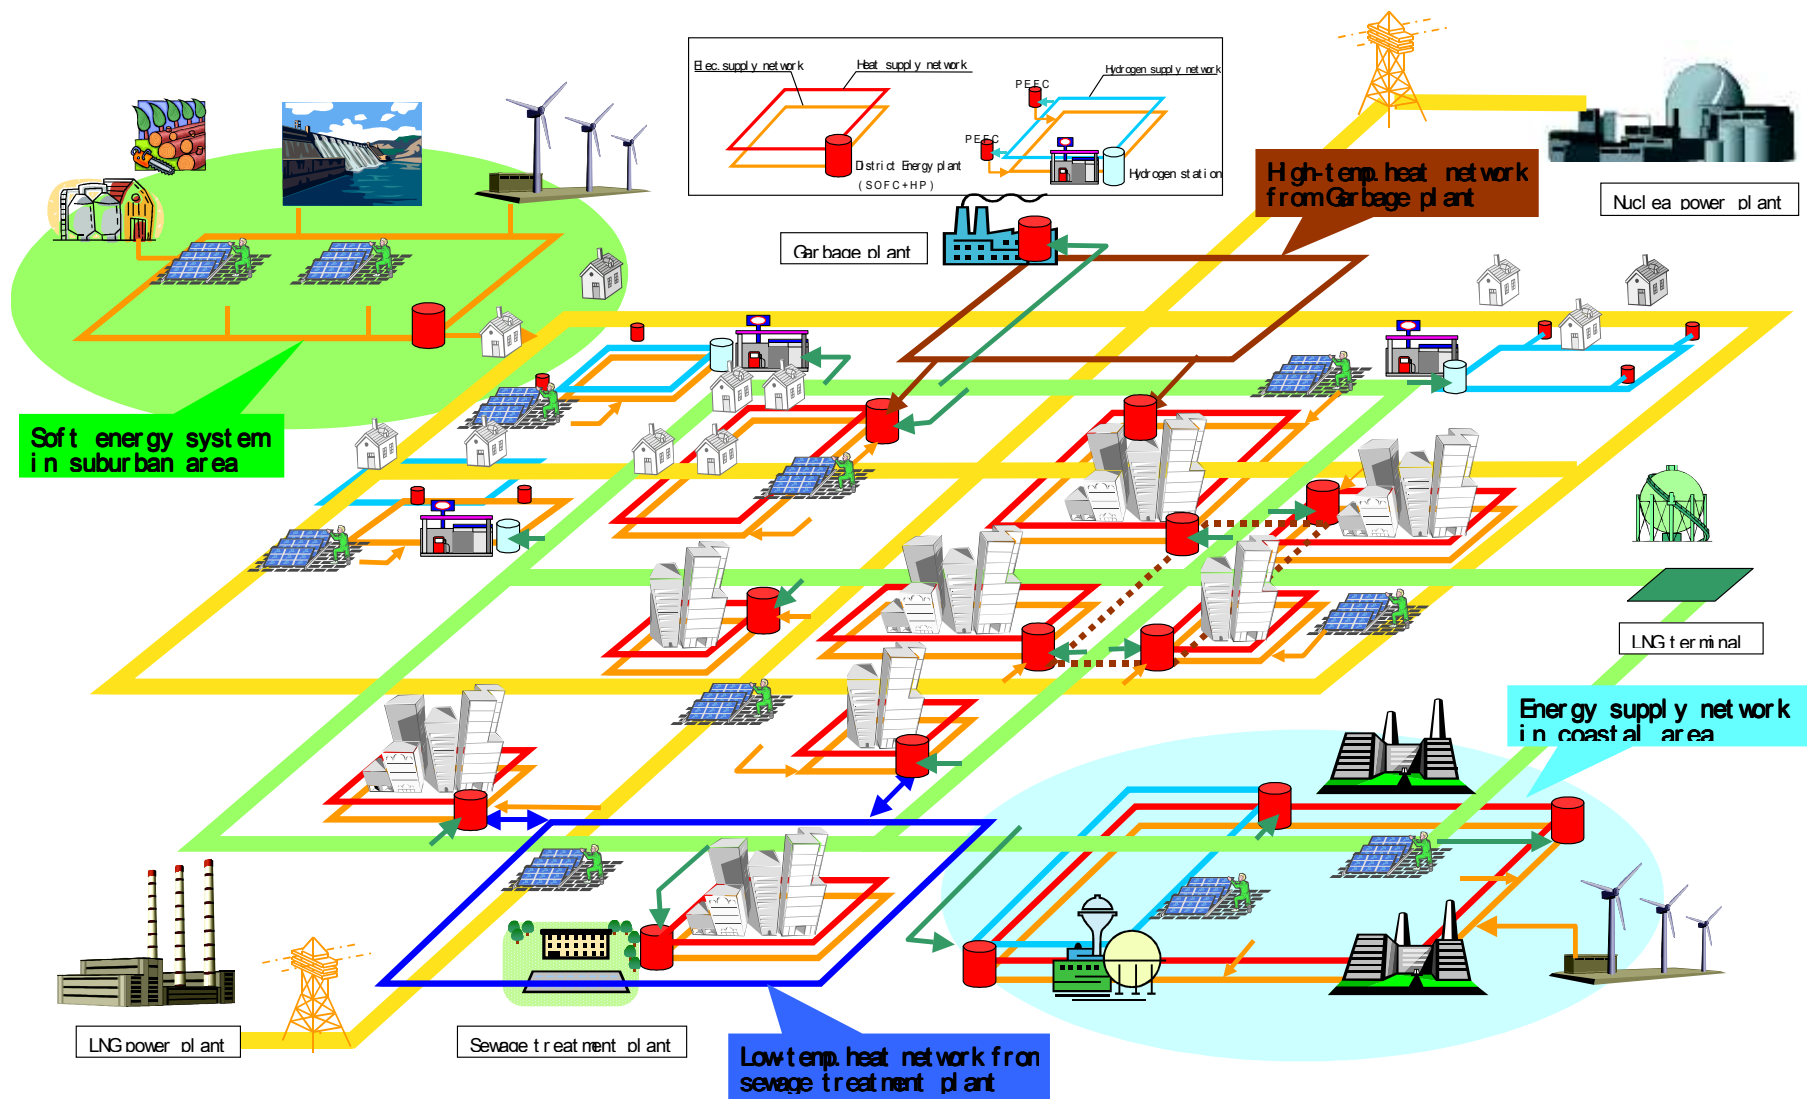 Elec. supply network
Heat supply network
Hydrogen supply network
PEFC
PEFC
District Energy plant
(SOFC+HP)
Hydrogen station
High-temp. heat network
from Garbage plant
Nuclea power plant
Garbage plant
Soft energy system
in suburban area
LNG terminal
Energy supply network
in coastal area
LNG power plant
Sewage treatment plant
Low-temp. heat network from
sewage treatment plant